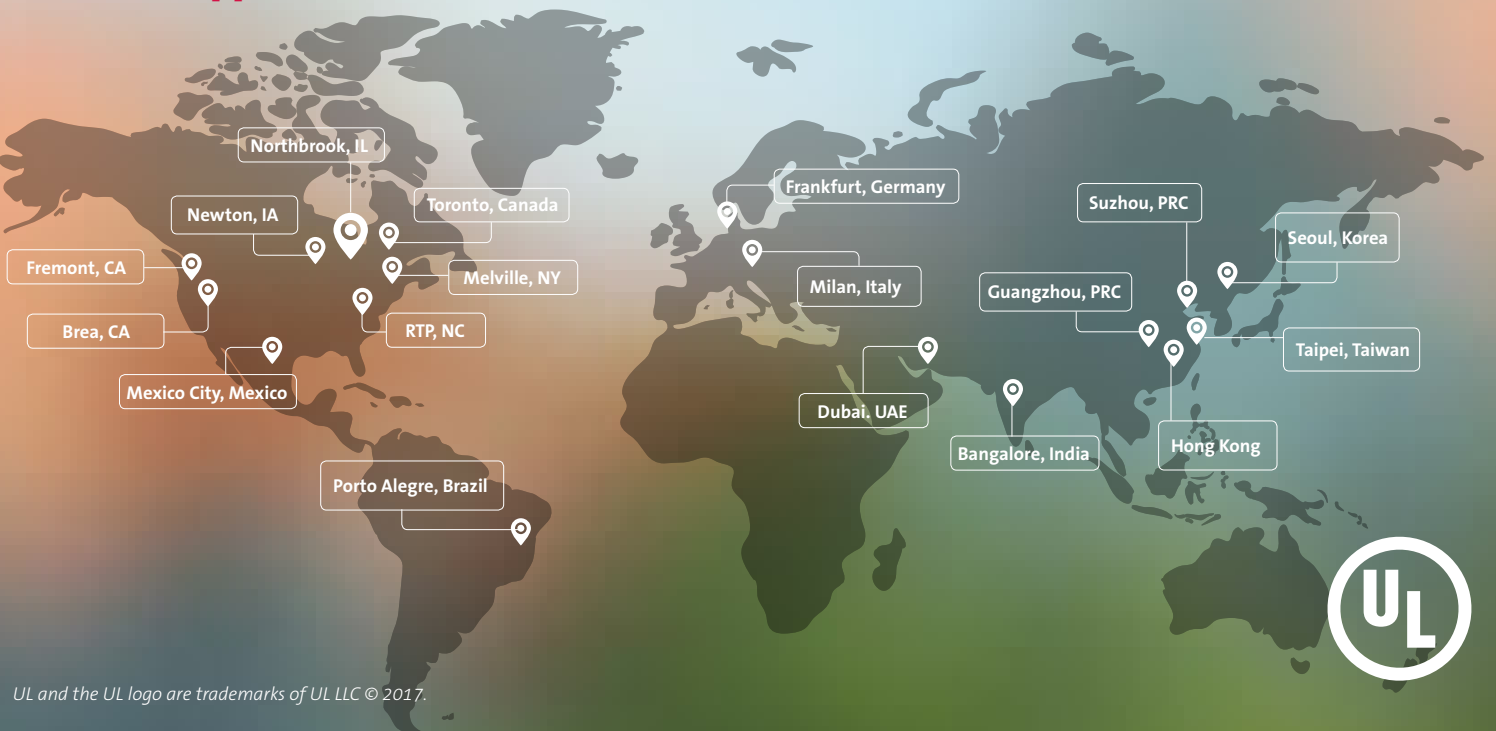 Northbrook, IL
Toronto, Canada
Newton, IA
Fremont, CA
Melville, NY
Brea, CA
RTP, NC
Mexico City, Mexico
Porto Alegre, Brazil
Frankfurt, Germany
Milan, Italy
Dubai. UAE
Bangalore, India
Suzhou, PRC
Seoul, Korea
Guangzhou, PRC
Taipei, Taiwan
Hong Kong
UL
UL and the UL logo are trademarks of UL LLC © 2017.